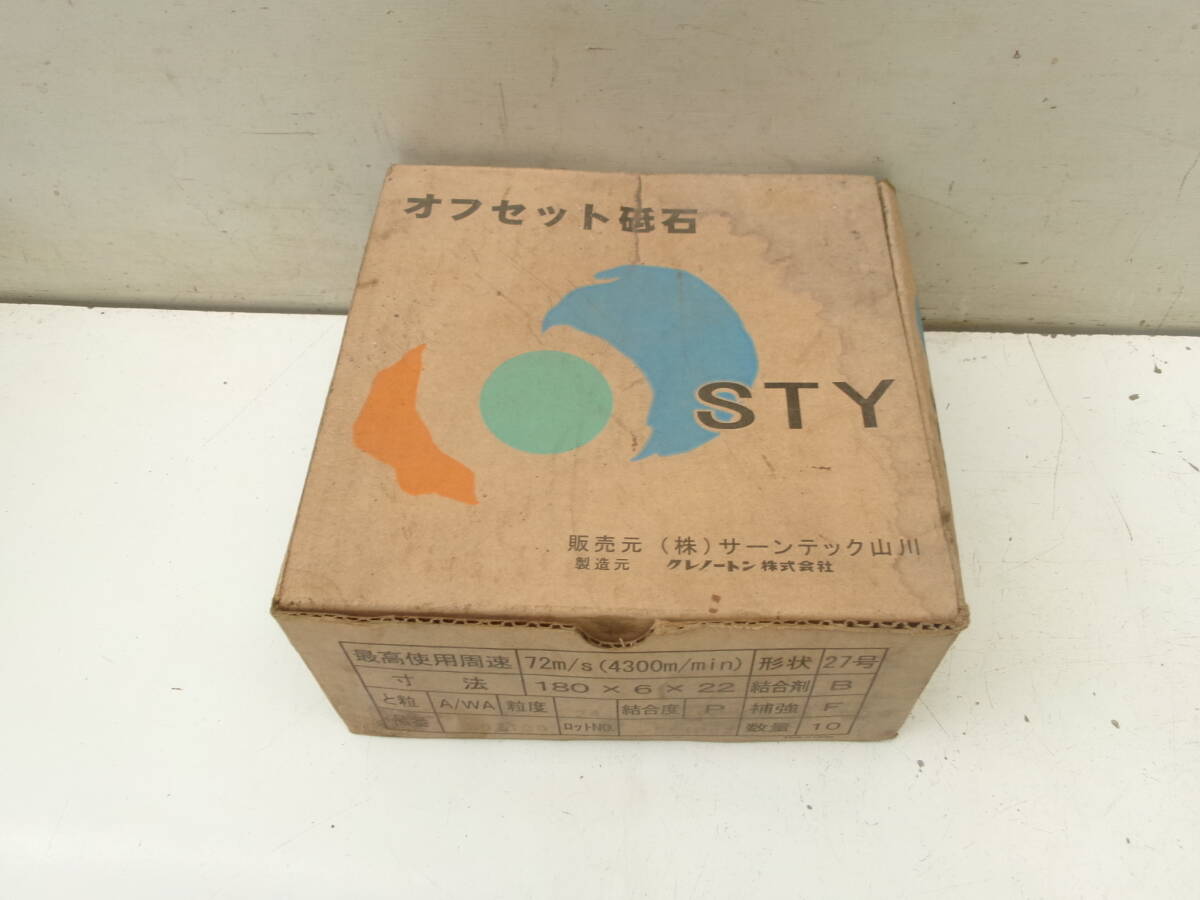 オフセット砥石
STY
販売元 (株)サーンテック山川
製造元 クレノートン株式会社
最高使用周速 72m/s(4300m/min) 形状 27号
寸法 180×6×22 結合剤 B
と粒 A/WA 粒度 結合度 P 補強 F
ロットNO. 数量 10